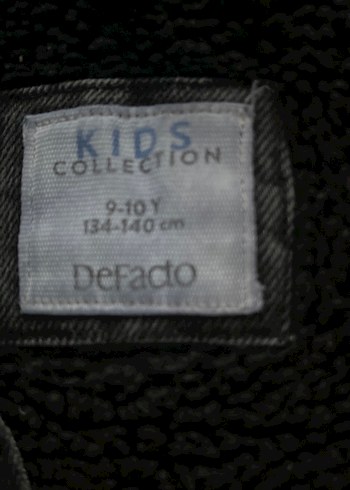 KIDS
COLLECTION
9-10 Y
134-140 cm
DeFacto